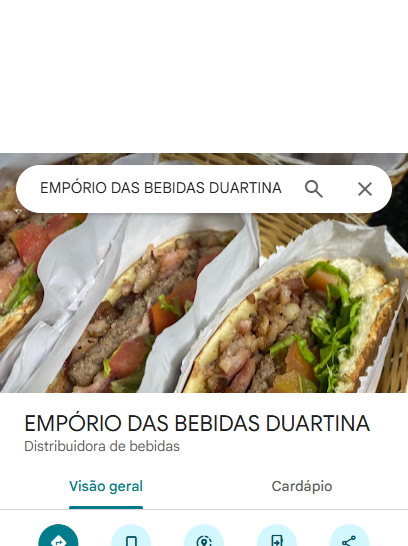 EMPÓRIO DAS BEBIDAS DUARTINA
EMPÓRIO DAS BEBIDAS DUARTINA
Distribuidora de bebidas
Visão geral
Cardápio